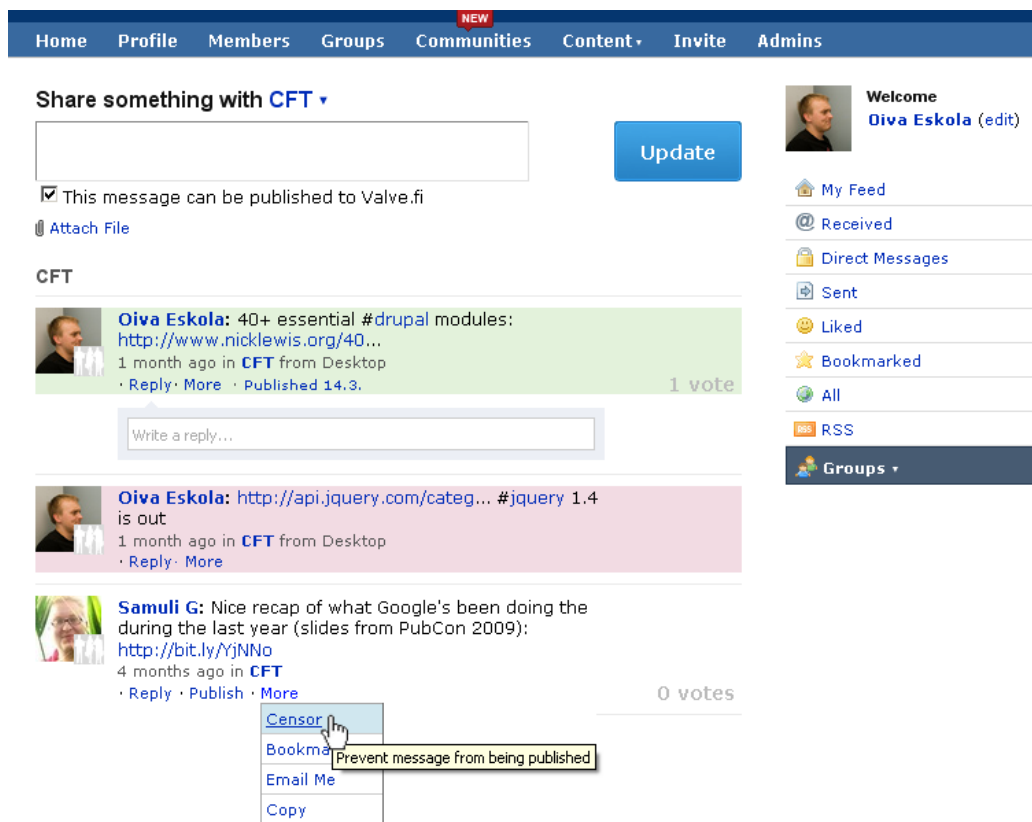 NEW
Home Profile Members Groups Communities Content Invite Admins
Share something with CFT
Update
This message can be published to Valve.fi
Attach File
CFT
Oiva Eskola: 40+ essential #drupal modules:
http://www.nicklewis.org/40...
1 month ago in CFT from Desktop
· Reply · More · Published 14.3.
1 vote
Write a reply...
Oiva Eskola: http://api.jquery.com/categ... #jquery 1.4
is out
1 month ago in CFT from Desktop
· Reply · More
Samuli G: Nice recap of what Google's been doing the
during the last year (slides from PubCon 2009):
http://bit.ly/YjNNo
4 months ago in CFT
· Reply · Publish · More
0 votes
Censor
Bookma
Prevent message from being published
Email Me
Copy
Welcome
Oiva Eskola (edit)
My Feed
@ Received
Direct Messages
Sent
Liked
Bookmarked
All
RSS RSS
Groups